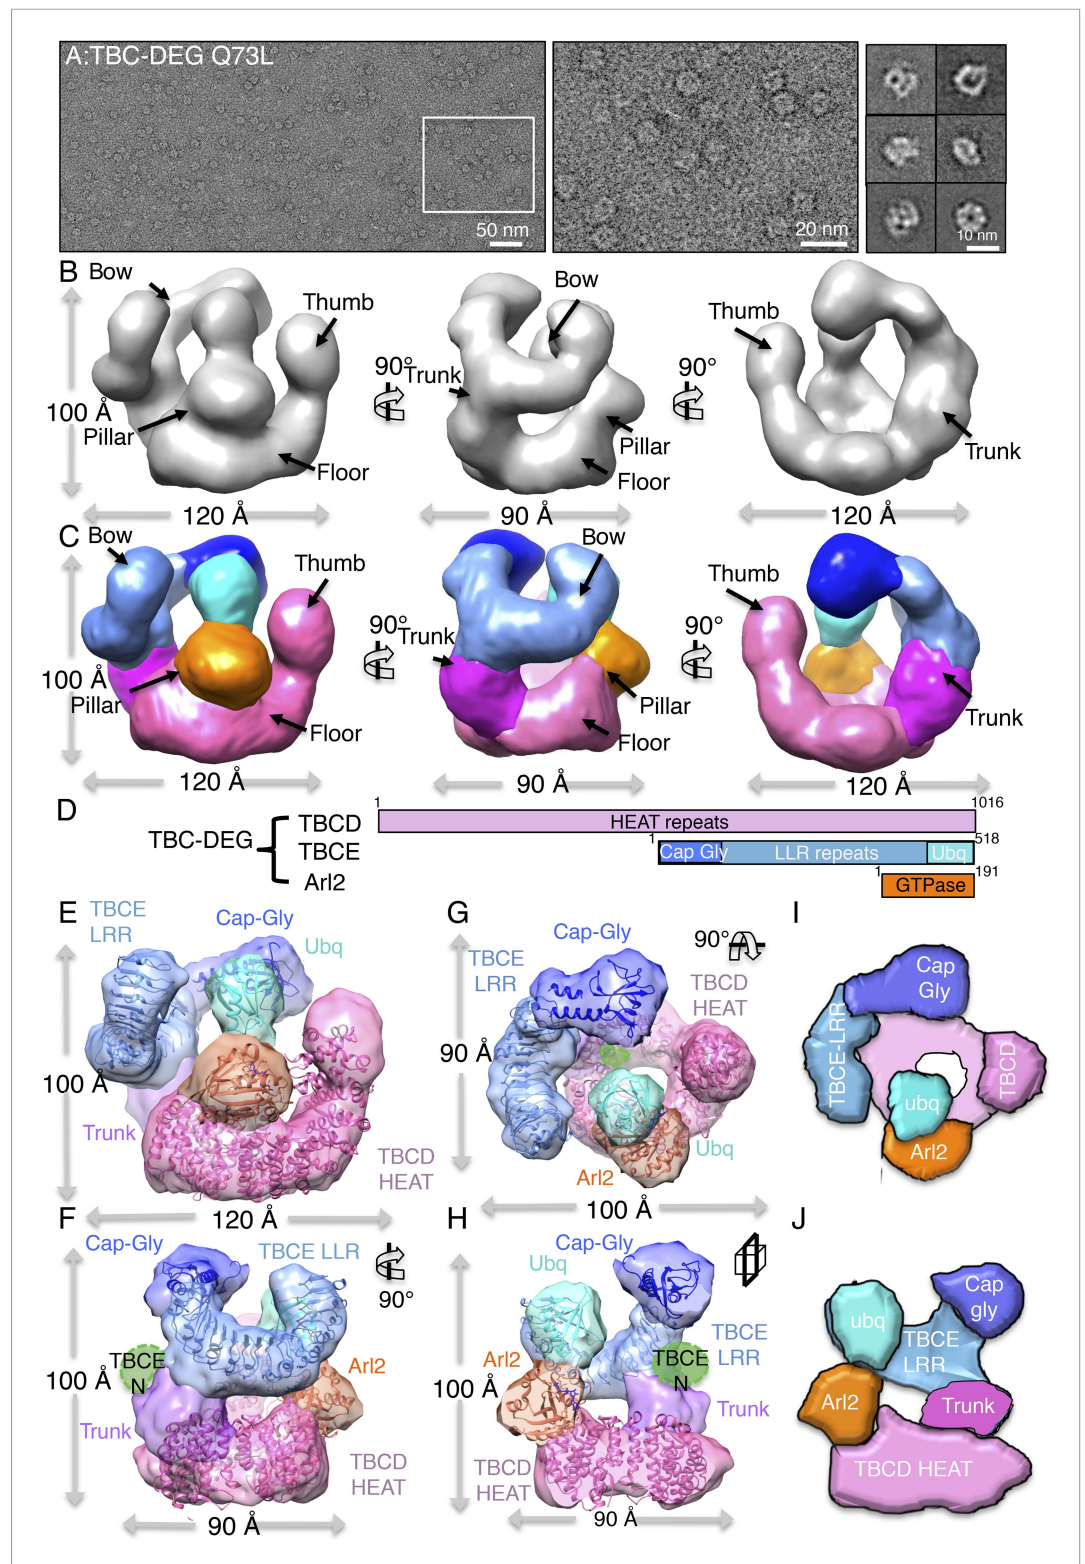 A:TBC-DEG Q73L
50 nm
20 nm
10 nm
B
Bow
Thumb
100 Å
Pillar
Floor
120 Å
90°
Trunk
Bow
Pillar
Floor
90 Å
90°
Thumb
Trunk
120 Å
C
Bow
Thumb
100 Å
Pillar
Floor
120 Å
90°
Trunk
Bow
Pillar
Floor
90 Å
90°
Thumb
Trunk
120 Å
D
TBC-DEG
TBCD
TBCE
Arl2
1
1016
HEAT repeats
1
518
Cap Gly
LLR repeats
Ubq
1
191
GTPase
E
TBCE
LRR
Cap-Gly
Ubq
100 Å
Trunk
TBCD
HEAT
120 Å
G
Cap-Gly
90°
TBCE
LRR
TBCD
HEAT
90 Å
Ubq
Arl2
100 Å
I
Cap
Gly
TBCE-LRR
TBCD
ubq
Arl2
F
Cap-Gly
TBCE LLR
90°
TBCE
N
Arl2
100 Å
Trunk
TBCD
HEAT
90 Å
H
Cap-Gly
Ubq
TBCE
LRR
Arl2
TBCE
N
100 Å
Trunk
TBCD
HEAT
90 Å
J
Cap
gly
ubq
TBCE
LRR
Arl2
Trunk
TBCD HEAT